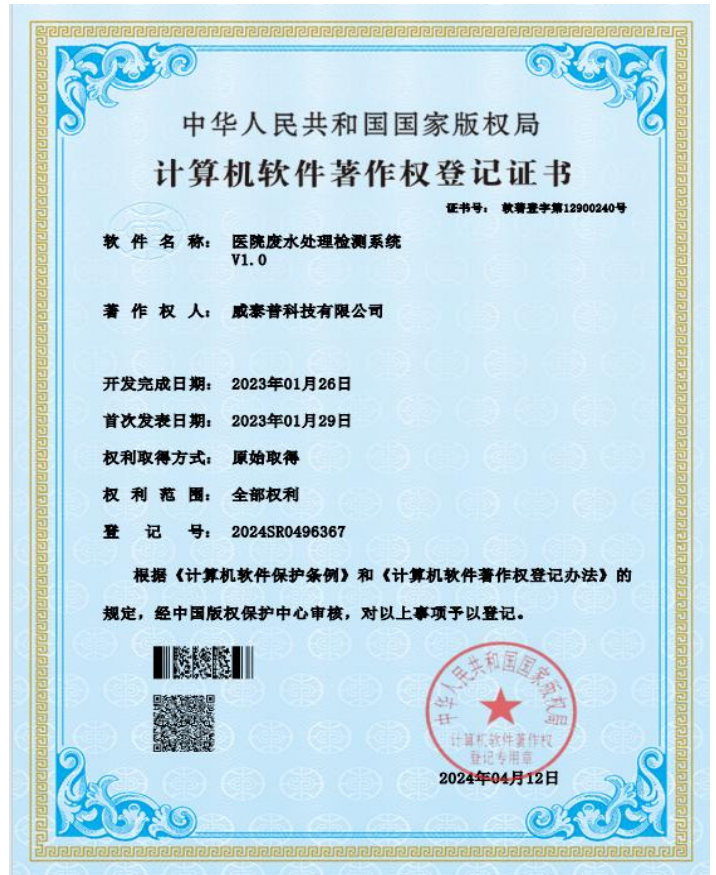 中华人民共和国国家版权局
计算机软件著作权登记证书
证书号： 软著登字第12900240号
软 件 名 称： 医院废水处理检测系统
V1.0
著 作 权 人： 威泰普科技有限公司
开发完成日期： 2023年01月26日
首次发表日期： 2023年01月29日
权利取得方式： 原始取得
权 利 范 围： 全部权利
登 记 号： 2024SR0496367
根据《计算机软件保护条例》和《计算机软件著作权登记办法》的
规定，经中国版权保护中心审核，对以上事项予以登记。
中华人民共和国国家版权局
计算机软件著作权
登记专用章
2024年04月12日